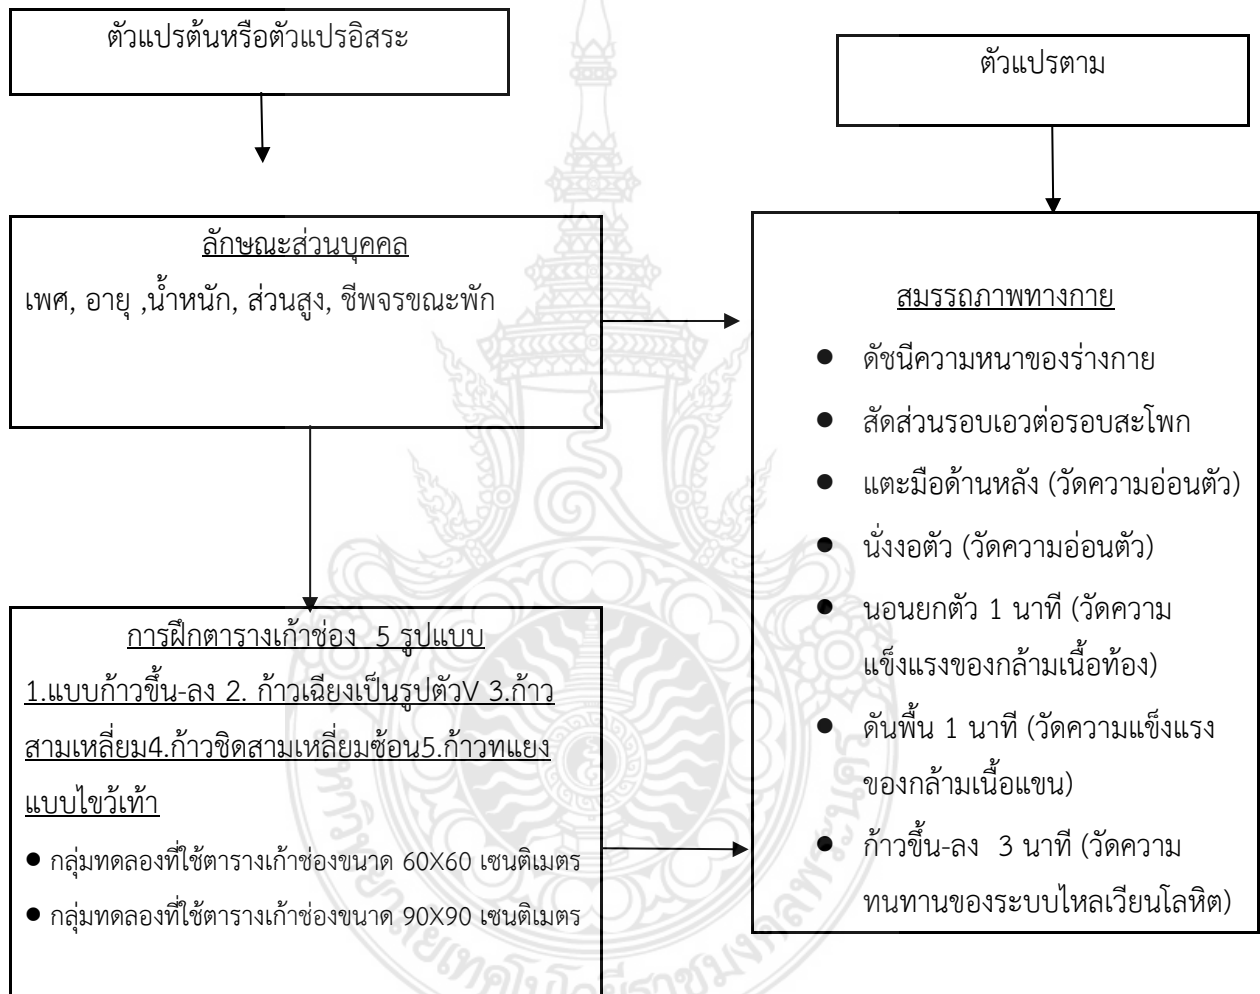 ตัวแปรต้นหรือตัวแปรอิสระ
ตัวแปรตาม
ลักษณะส่วนบุคคล
เพศ, อายุ ,น้ำหนัก, ส่วนสูง, ชีพจรขณะพัก
การฝึกตารางเก้าช่อง 5 รูปแบบ
1.แบบก้าวขึ้น-ลง 2. ก้าวเฉียงเป็นรูปตัวV 3.ก้าว
สามเหลี่ยม4.ก้าวชิดสามเหลี่ยมซ้อน5.ก้าวทแยง
แบบไขว้เท้า
● กลุ่มทดลองที่ใช้ตารางเก้าช่องขนาด 60X60 เซนติเมตร
● กลุ่มทดลองที่ใช้ตารางเก้าช่องขนาด 90X90 เซนติเมตร
สมรรถภาพทางกาย
● ดัชนีความหนาของร่างกาย
● สัดส่วนรอบเอวต่อรอบสะโพก
● แตะมือด้านหลัง (วัดความอ่อนตัว)
● นั่งงอตัว (วัดความอ่อนตัว)
● นอนยกตัว 1 นาที (วัดความ
แข็งแรงของกล้ามเนื้อท้อง)
● ดันพื้น 1 นาที (วัดความแข็งแรง
ของกล้ามเนื้อแขน)
● ก้าวขึ้น-ลง 3 นาที (วัดความ
ทนทานของระบบไหลเวียนโลหิต)